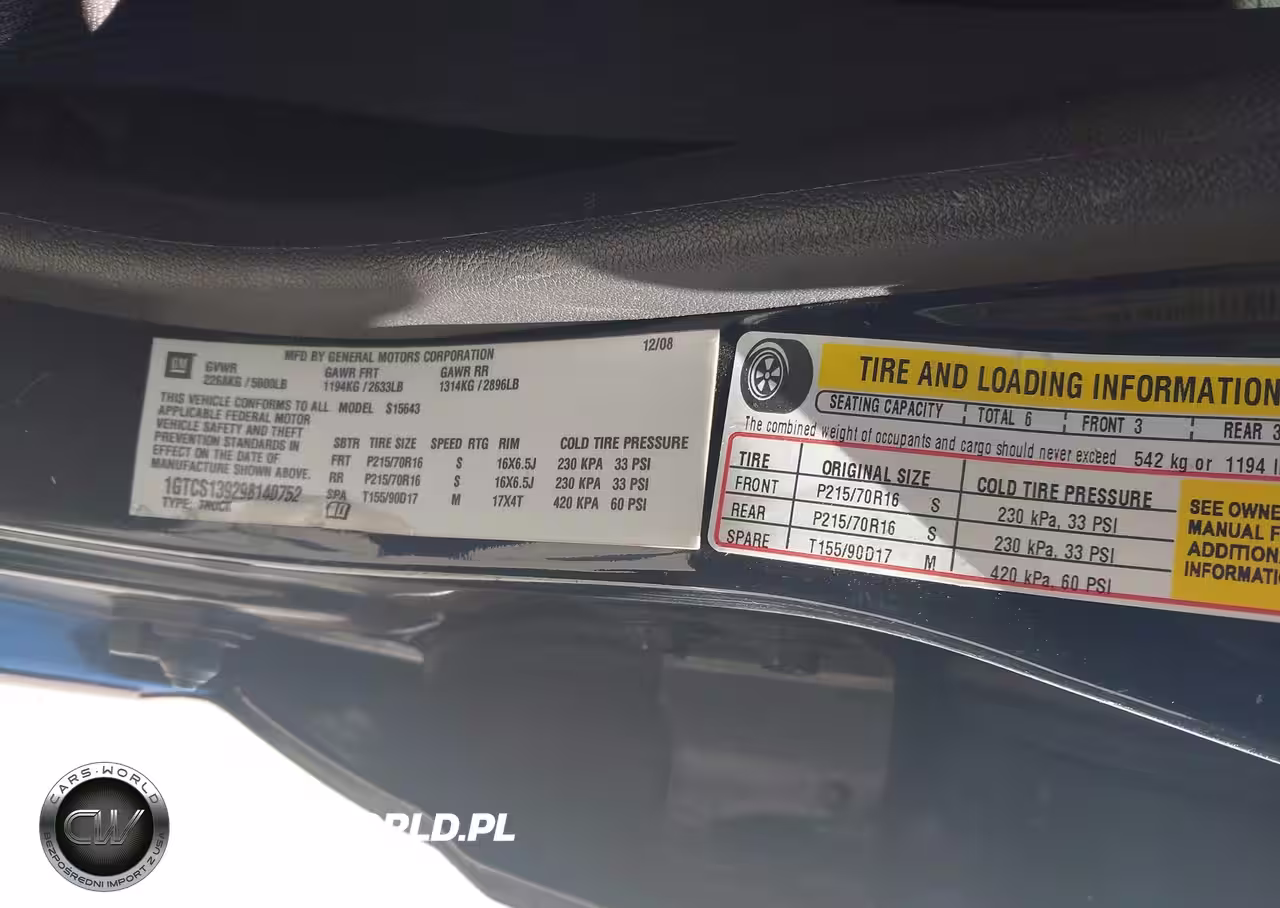 GM
MFD BY GENERAL MOTORS CORPORATION
12/08
GVWR GAWR FRT GAWR RR
2268KG / 5000LB 1194KG / 2633LB 1314KG / 2896LB
THIS VEHICLE CONFORMS TO ALL MODEL S15643
APPLICABLE FEDERAL MOTOR
VEHICLE SAFETY AND THEFT
PREVENTION STANDARDS IN
EFFECT ON THE DATE OF
MANUFACTURE SHOWN ABOVE.
1GTCS139298140752
TYPE: TRUCK
SBTR TIRE SIZE SPEED RTG RIM COLD TIRE PRESSURE
FRT P215/70R16 S 16X6.5J 230 KPA 33 PSI
RR P215/70R16 S 16X6.5J 230 KPA 33 PSI
SPA T155/90D17 M 17X4T 420 KPA 60 PSI
TIRE AND LOADING INFORMATION
SEATING CAPACITY TOTAL 6 FRONT 3 REAR 3
The combined weight of occupants and cargo should never exceed 542 kg or 1194 l
TIRE ORIGINAL SIZE COLD TIRE PRESSURE
FRONT P215/70R16 S 230 kPa, 33 PSI
REAR P215/70R16 S 230 kPa, 33 PSI
SPARE T155/90D17 M 420 kPa, 60 PSI
SEE OWNE
MANUAL F
ADDITION
INFORMATI
CARS-WORLD
CW
BEZPOŚREDNI IMPORT Z USA
ORLD.PL